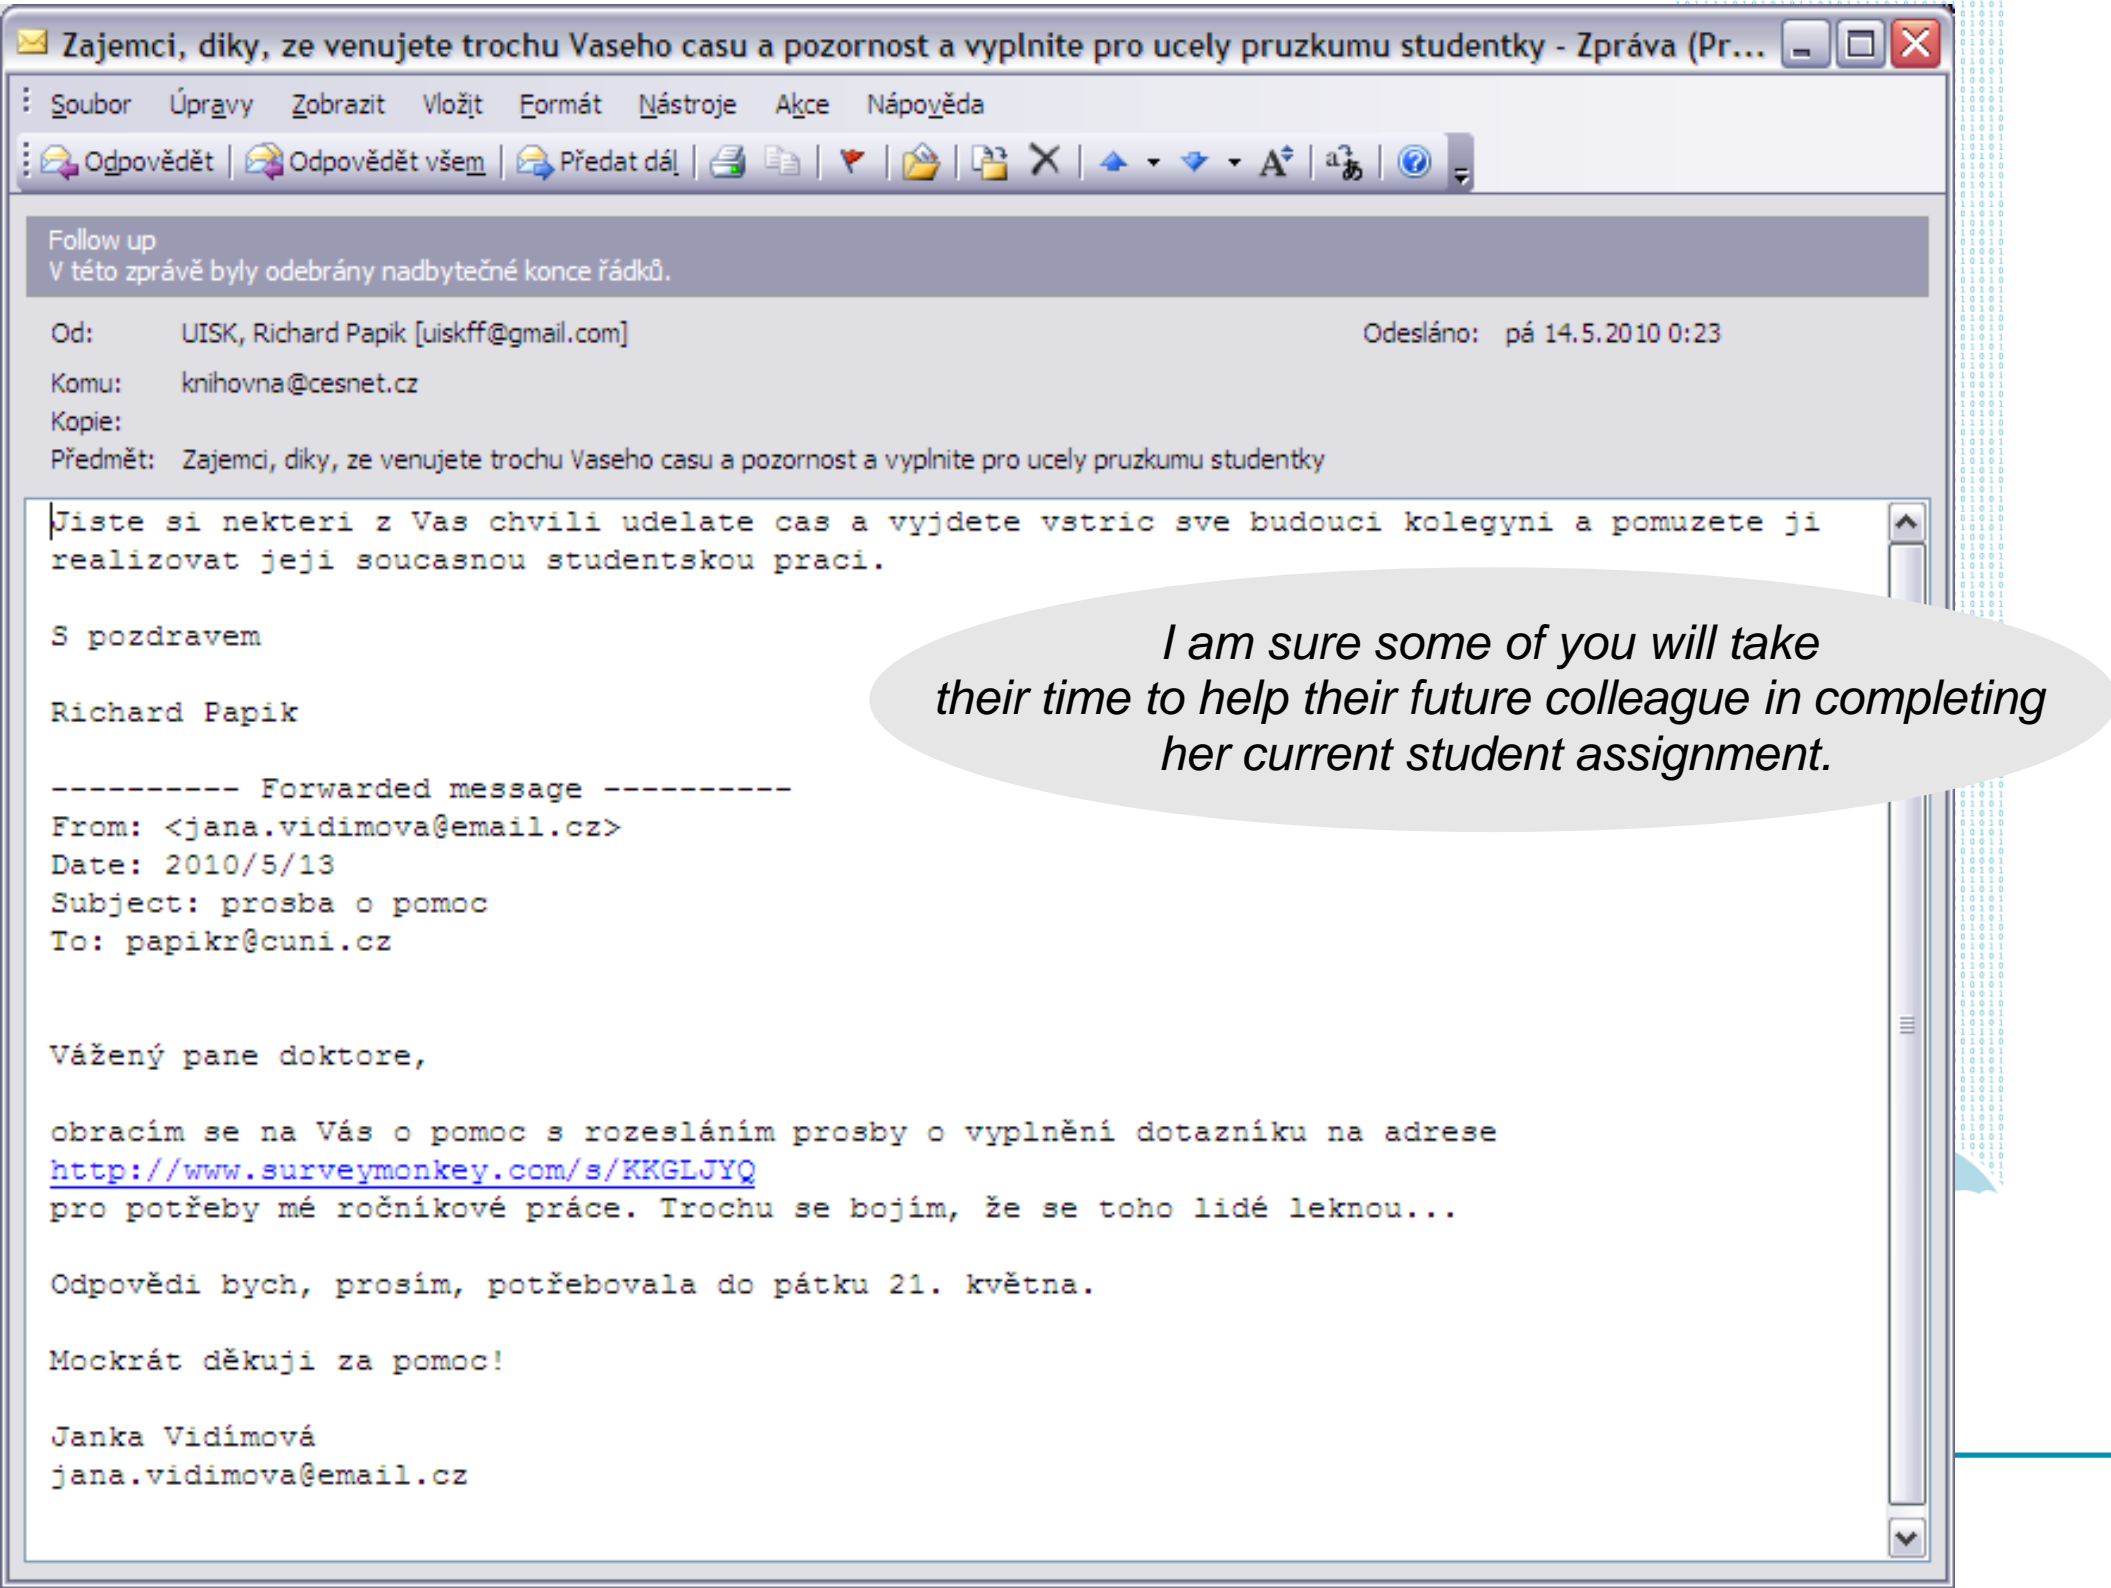 Zajemci, diky, ze venujete trochu Vaseho casu a pozornost a vyplnite pro ucely pruzkumu studentky - Zpráva (Pr...
Soubor Úpravy Zobrazit Vložit Formát Nástroje Akce Nápověda
Odpovědět Odpovědět všem Předat dál
Follow up
V této zprávě byly odebrány nadbytečné konce řádků.
Od: UISK, Richard Papik [uiskff@gmail.com] Odesláno: pá 14.5.2010 0:23
Komu: knihovna@cesnet.cz
Kopie:
Předmět: Zajemci, diky, ze venujete trochu Vaseho casu a pozornost a vyplnite pro ucely pruzkumu studentky
Jiste si nekteri z Vas chvili udelate cas a vyjdete vstric sve budouci kolegyni a pomuzete ji
realizovat jeji soucasnou studentskou praci.
S pozdravem
Richard Papik
I am sure some of you will take
their time to help their future colleague in completing
her current student assignment.
---------- Forwarded message ----------
From: <jana.vidimova@email.cz>
Date: 2010/5/13
Subject: prosba o pomoc
To: papikr@cuni.cz
Vážený pane doktore,
obracím se na Vás o pomoc s rozesláním prosby o vyplnění dotazníku na adrese
http://www.surveymonkey.com/s/KKGLJYQ
pro potřeby mé ročníkové práce. Trochu se bojím, že se toho lidé leknou...
Odpovědi bych, prosím, potřebovala do pátku 21. května.
Mockrát děkuji za pomoc!
Janka Vidímová
jana.vidimova@email.cz